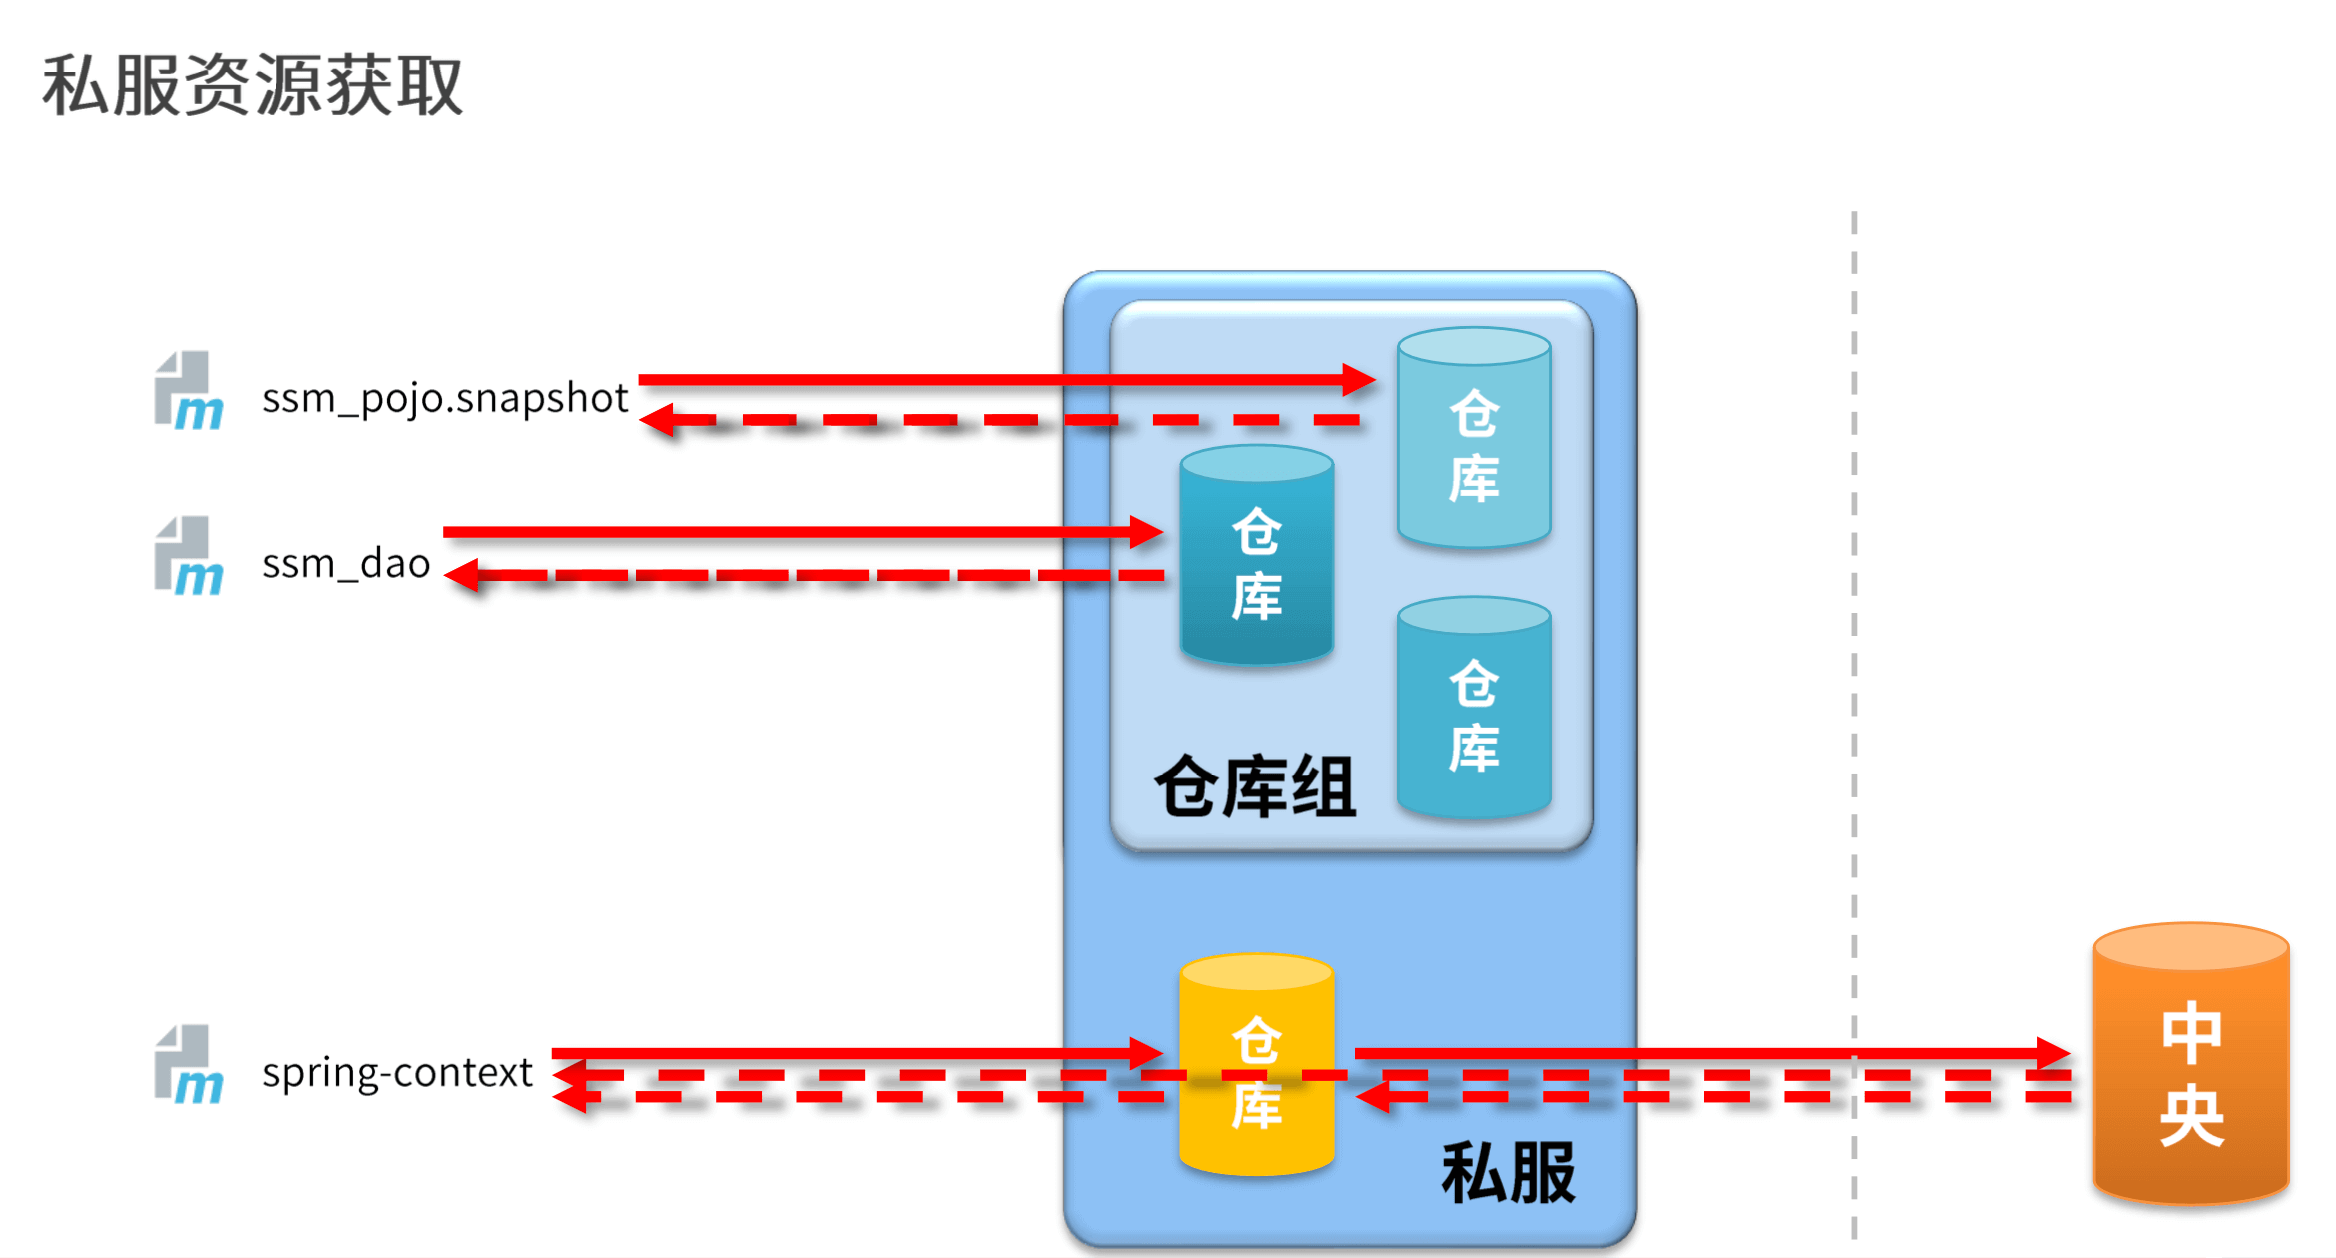 私服资源获取
ssm_pojo.snapshot
仓
库
ssm_dao
仓
库
仓
库
仓库组
spring-context
仓
库
中
央
私服
m
m
m